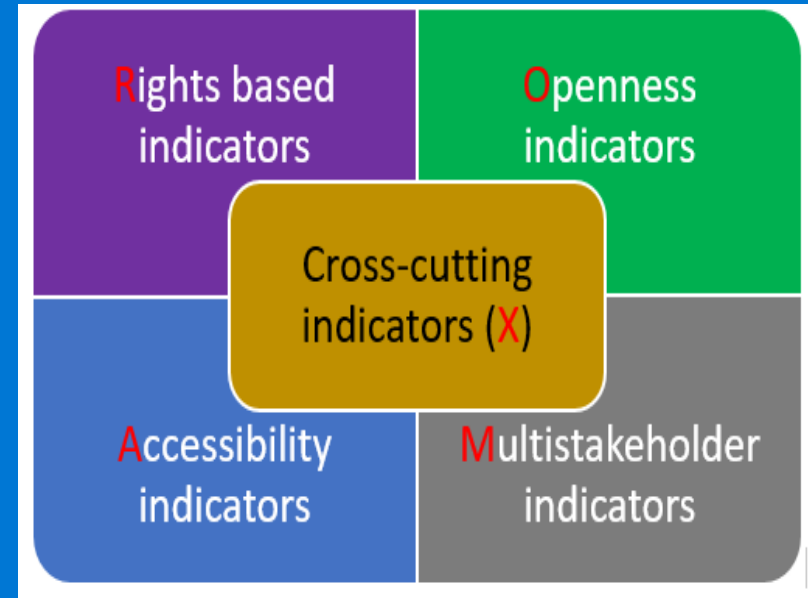 Rights based
indicators
Openness
indicators
Cross-cutting
indicators (X)
Accessibility
indicators
Multistakeholder
indicators